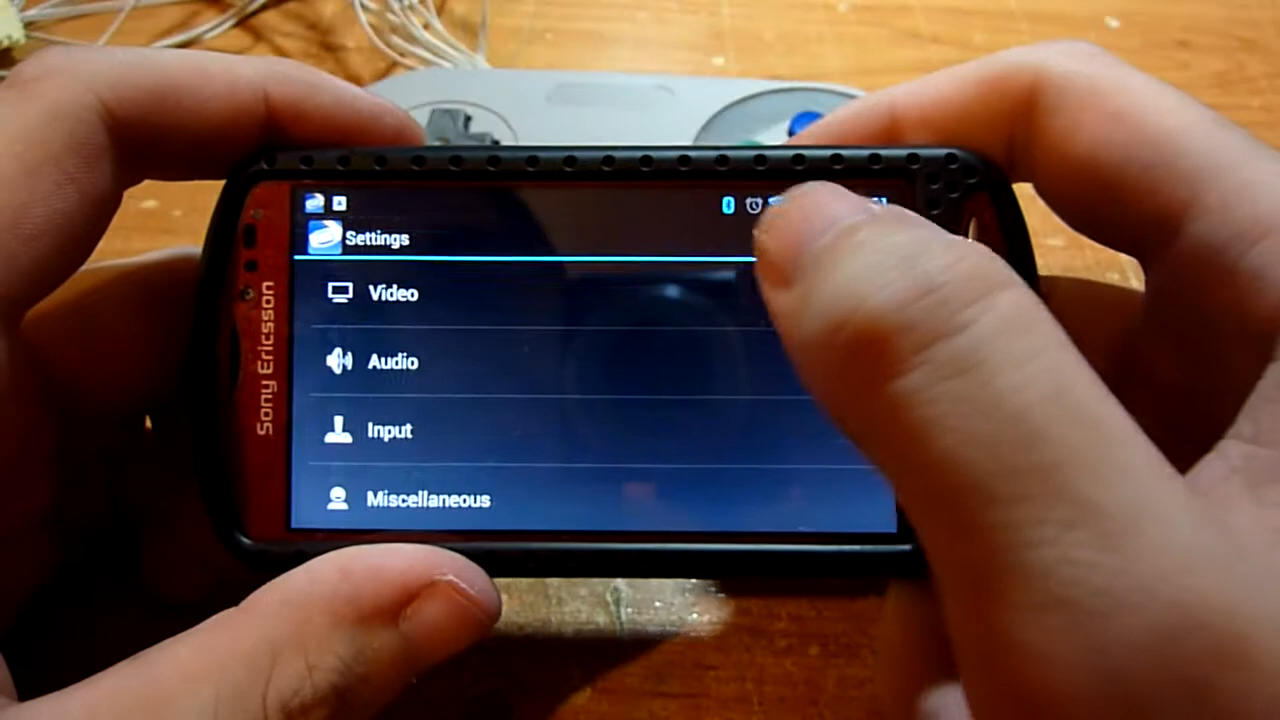 Settings
Video
Audio
Input
Miscellaneous
Sony Ericsson